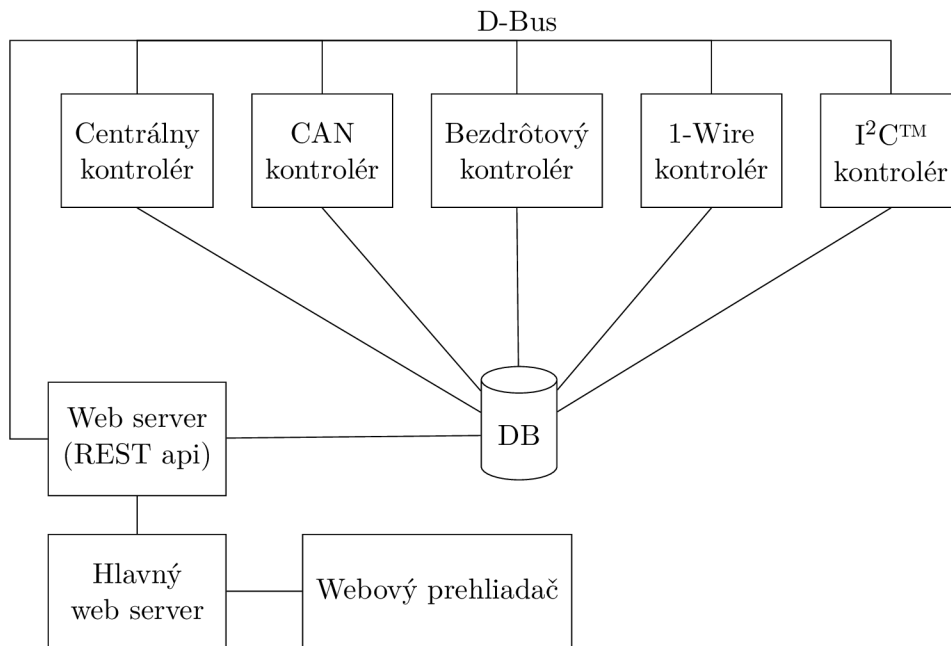 D-Bus
Centrálny
kontrolér
CAN
kontrolér
Bezdrôtový
kontrolér
1-Wire
kontrolér
I²C™
kontrolér
Web server
(REST api)
DB
Hlavný
web server
Webový prehliadač